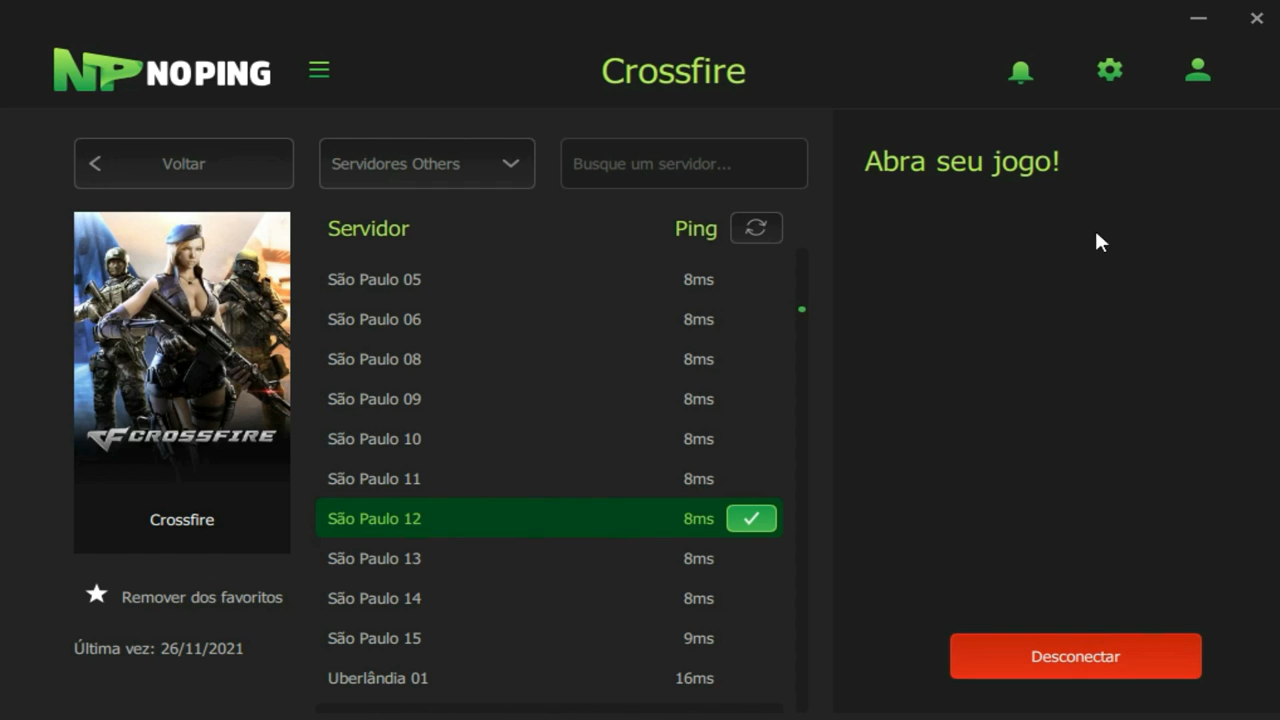 NP NOPING
Crossfire
Voltar
Servidores Others
Busque um servidor...
Abra seu jogo!
Servidor Ping
São Paulo 05 8ms
São Paulo 06 8ms
São Paulo 08 8ms
São Paulo 09 8ms
São Paulo 10 8ms
São Paulo 11 8ms
São Paulo 12 8ms
São Paulo 13 8ms
São Paulo 14 8ms
São Paulo 15 9ms
Uberlândia 01 16ms
CF CROSSFIRE
Crossfire
Remover dos favoritos
Última vez: 26/11/2021
Desconectar